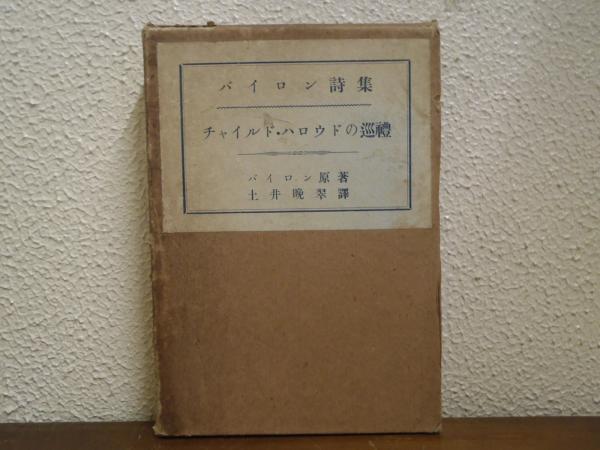 バイロン詩集
チャイルド・ハロウドの巡禮
バイロン原著
土井晩翠譯